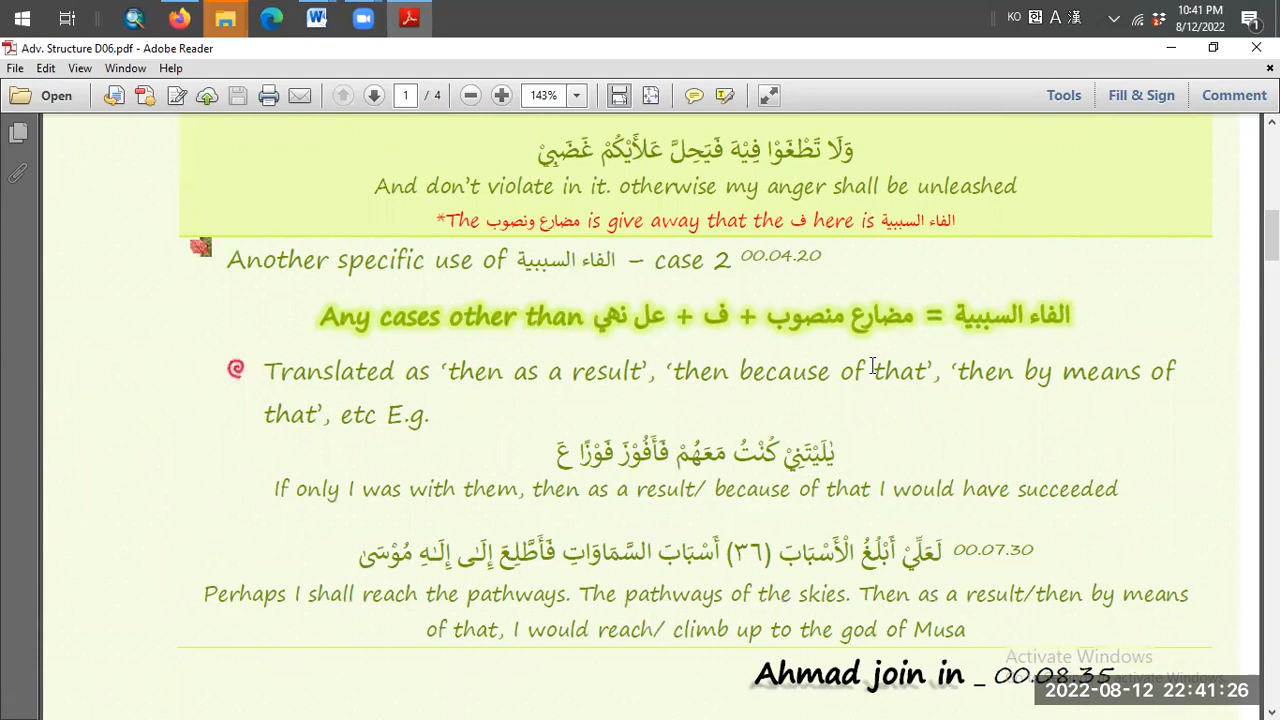 KO 한 A 漢 10:41 PM
8/12/2022
Adv. Structure D06.pdf - Adobe Reader
File Edit View Window Help
Open 1 / 4 143% Tools Fill & Sign Comment
وَلَا تَطْغَوْا فِيْهَ فَيَحِلَّ عَلأَيْكُمْ غَضَبِيْ
And don't violate in it. otherwise my anger shall be unleashed
*The مضارع ونصوب is give away that the ف here is الفاء السببية
Another specific use of الفاء السببية – case 2 00.04.20
Any cases other than عل نهي + ف + مضارع منصوب = الفاء السببية
Translated as 'then as a result', 'then because of that', 'then by means of
that', etc E.g.
يٰلَيْتَنِيْ كُنْتُ مَعَهُمْ فَأَفُوْزَ فَوْزًا عَ
If only I was with them, then as a result/ because of that I would have succeeded
لَعَلِّيْ أَبْلُغُ الْأَسْبَابَ (٣٦) أَسْبَابَ السَّمَاوَاتِ فَأَطَّلِعَ إِلَـٰى إِلَـٰهِ مُوْسَىٰ 00.07.30
Perhaps I shall reach the pathways. The pathways of the skies. Then as a result/then by means
of that, I would reach/ climb up to the god of Musa
Activate Windows
Ahmad join in _ 00.08.35
2022-08-12 22:41:26